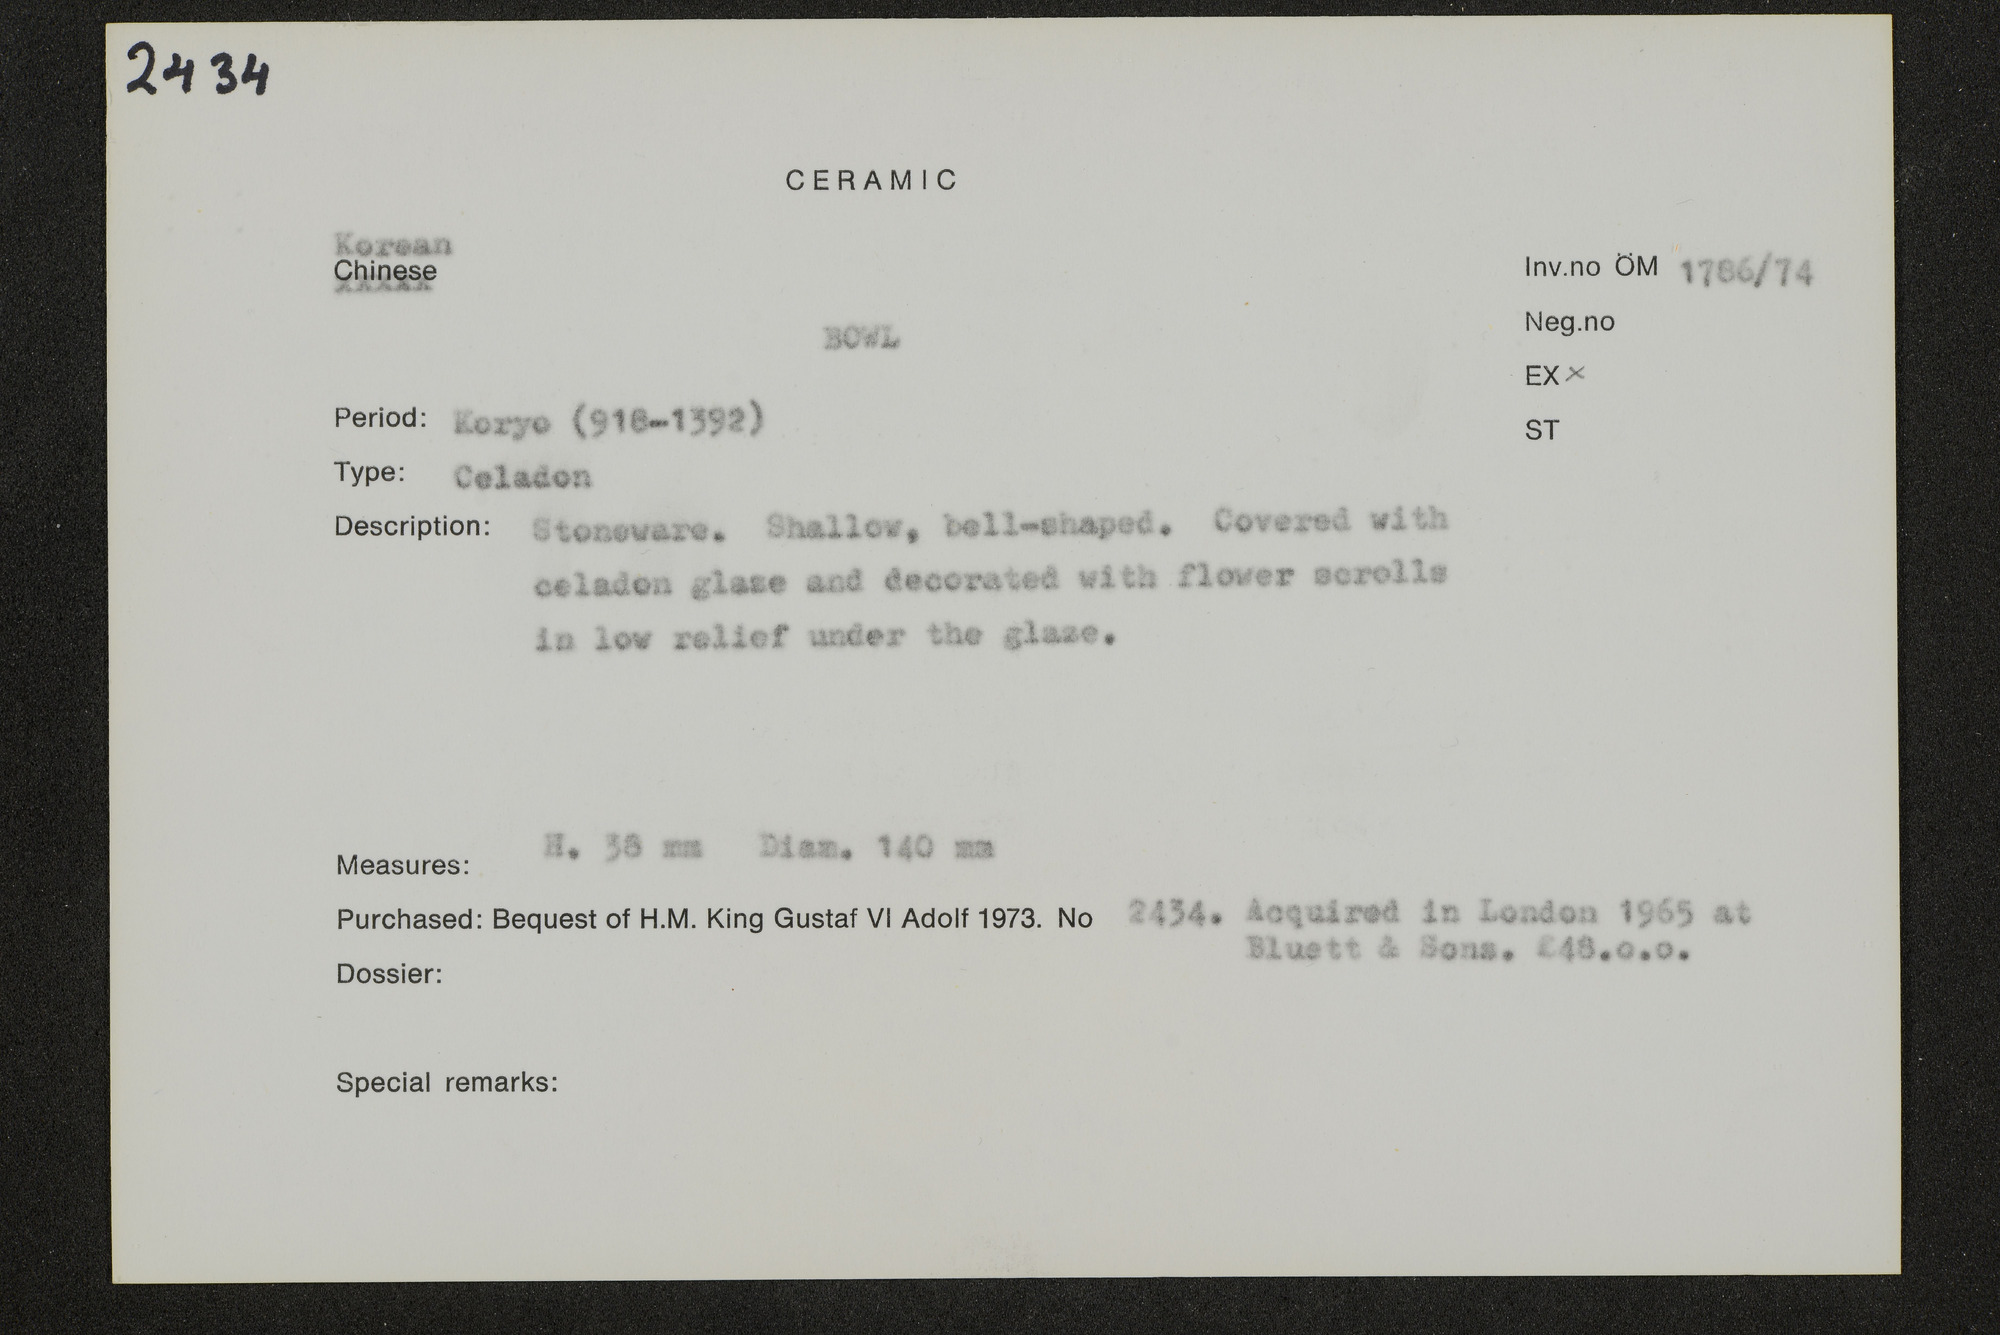 2434
CERAMIC
Korean
Chinese
xxxxx
Inv.no ÖM 1786/74
BOWL
Neg.no
EX x
Period: Koryo (918-1392)
ST
Type: Celadon
Description: Stoneware. Shallow, bell-shaped. Covered with
celadon glaze and decorated with flower scrolls
in low relief under the glaze.
Measures: H. 38 mm Diam. 140 mm
Purchased: Bequest of H.M. King Gustaf VI Adolf 1973. No 2434. Acquired in London 1965 at
Bluett & Sons. £48.o.o.
Dossier:
Special remarks: